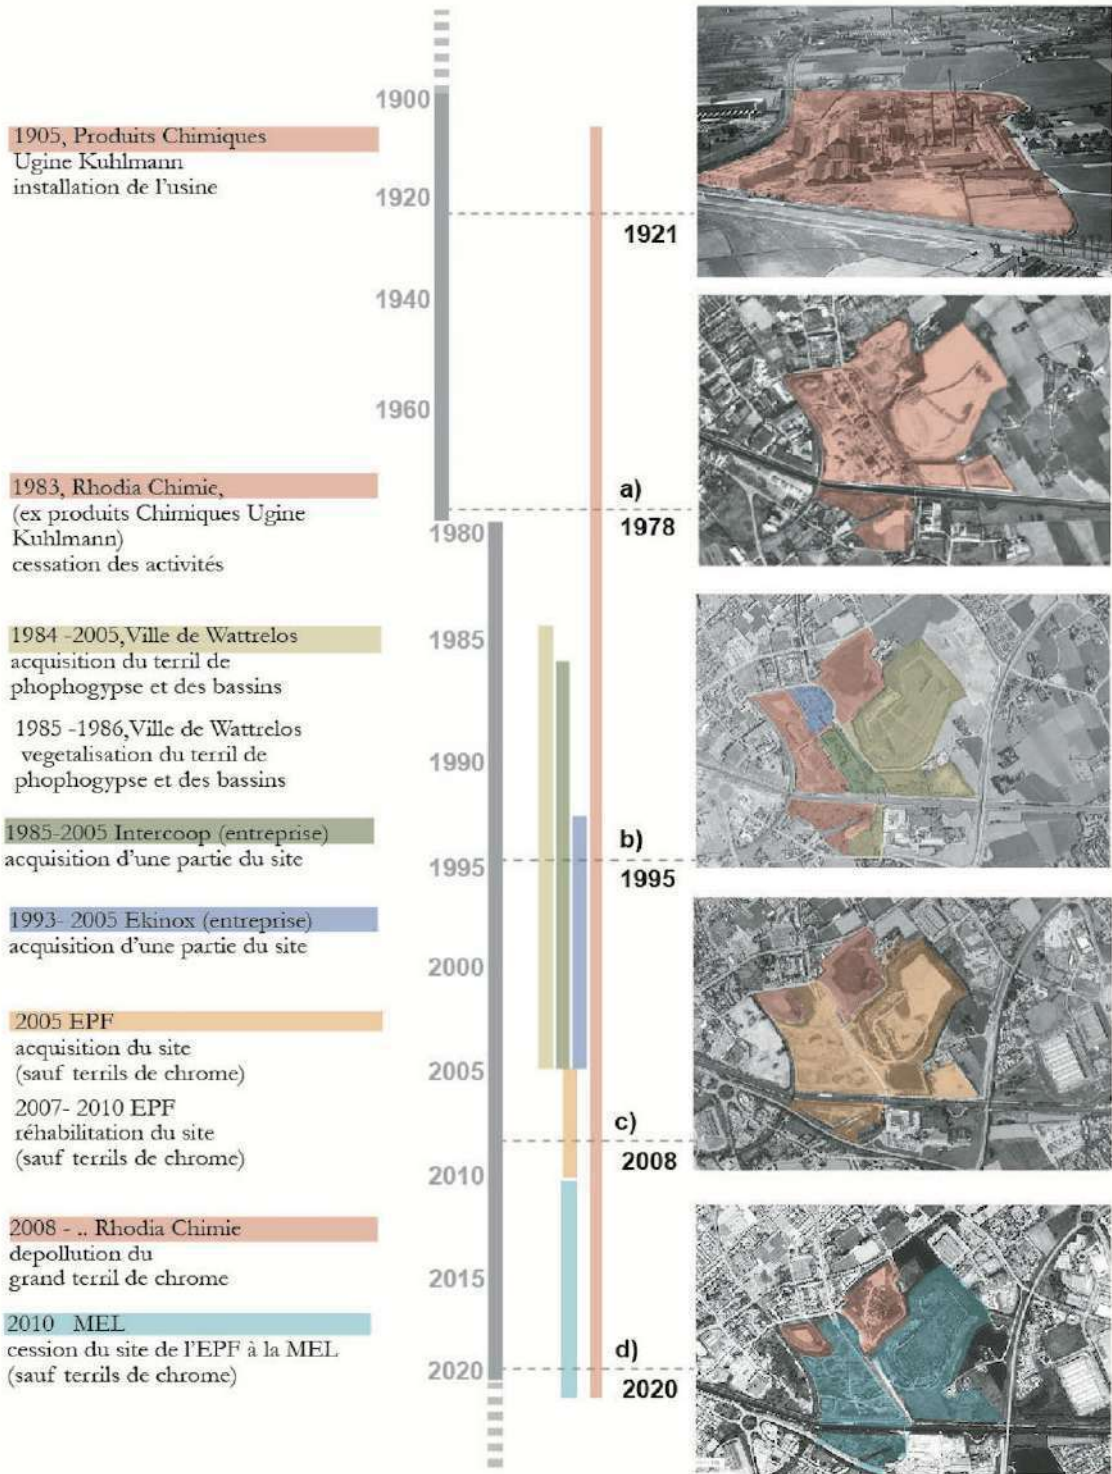 1900
1905, Produits Chimiques
Ugine Kuhlmann
installation de l'usine
1920
1921
1940
1960
1983, Rhodia Chimie,
(ex produits Chimiques Ugine
Kuhlmann)
cessation des activités
a)
1978
1980
1984 -2005,Ville de Wattrelos
acquisition du terril de
phophogypse et des bassins
1985
1985 -1986,Ville de Wattrelos
vegetalisation du terril de
phophogypse et des bassins
1990
1985-2005 Intercoop (entreprise)
acquisition d'une partie du site
b)
1995
1995
1993- 2005 Ekinox (entreprise)
acquisition d'une partie du site
2000
2005 EPF
acquisition du site
(sauf terrils de chrome)
2005
2007- 2010 EPF
réhabilitation du site
(sauf terrils de chrome)
c)
2008
2010
2008 - .. Rhodia Chimie
depollution du
grand terril de chrome
2015
2010 MEL
cession du site de l'EPF à la MEL
(sauf terrils de chrome)
d)
2020
2020